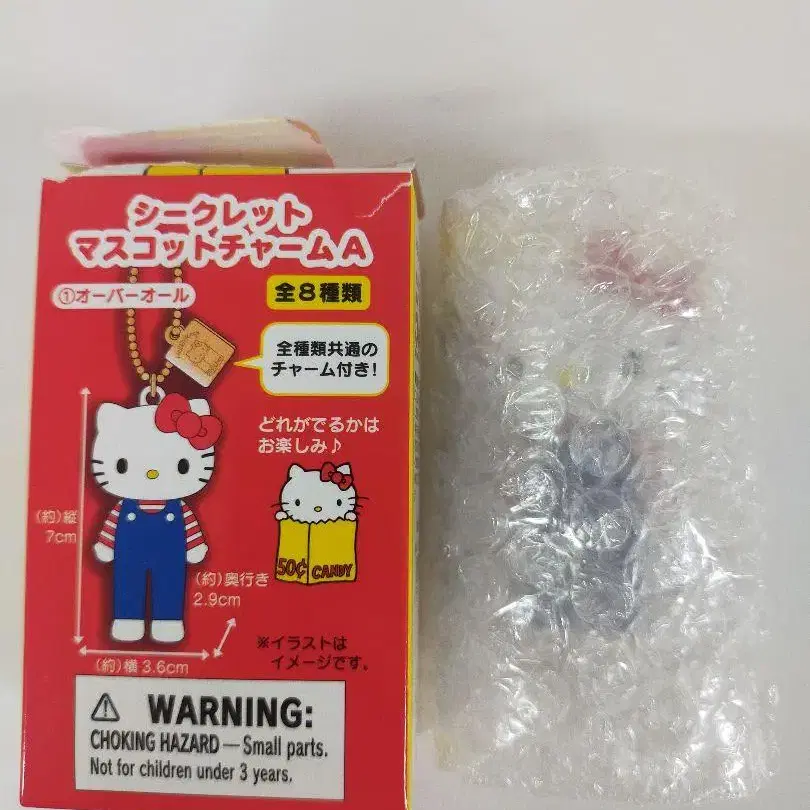 シークレット
マスコットチャームA
①オーバーオール
全8種類
全種類共通の
チャーム付き!
どれがでるかは
お楽しみ♪
(約)縦
7cm
50¢ CANDY
(約)奥行き
2.9cm
(約)横3.6cm
※イラストは
イメージです。
WARNING:
CHOKING HAZARD—Small parts.
Not for children under 3 years.